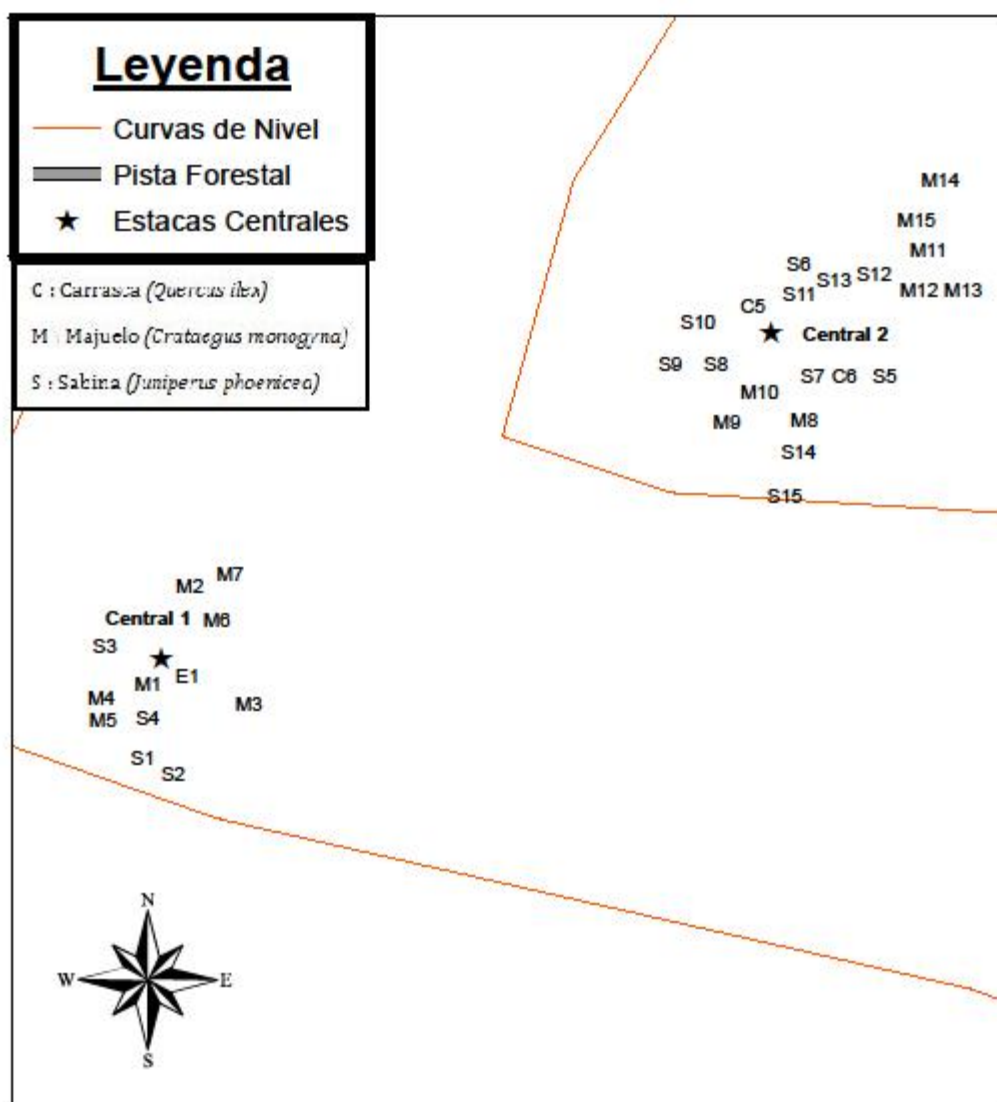 Leyenda
Curvas de Nivel
Pista Forestal
Estacas Centrales
C : Carrasca (Quercus ilex)
M : Majuelo (Crataegus monogyna)
S : Sabina (Juniperus phoenicea)
M14
M15
M11
S6
S13
S12
S11
M12 M13
C5
S10
Central 2
S9
S8
S7
C6
S5
M10
M9
M8
S14
S15
M7
M2
Central 1
M6
S3
E1
M1
M4
M3
M5
S4
S1
S2
N
W
E
S